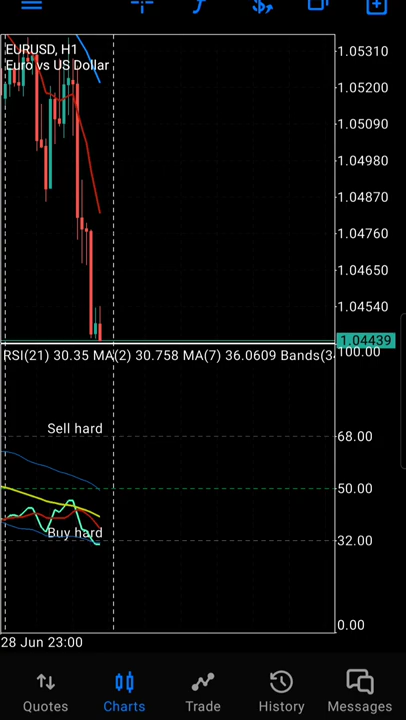 EURUSD, H1
Euro vs US Dollar
1.05310
1.05200
1.05090
1.04980
1.04870
1.04760
1.04650
1.04540
1.04439
RSI(21) 30.35 MA(2) 30.758 MA(7) 36.0609 Bands(3
100.00
Sell hard
68.00
50.00
Buy hard
32.00
0.00
28 Jun 23:00
Quotes
Charts
Trade
History
Messages